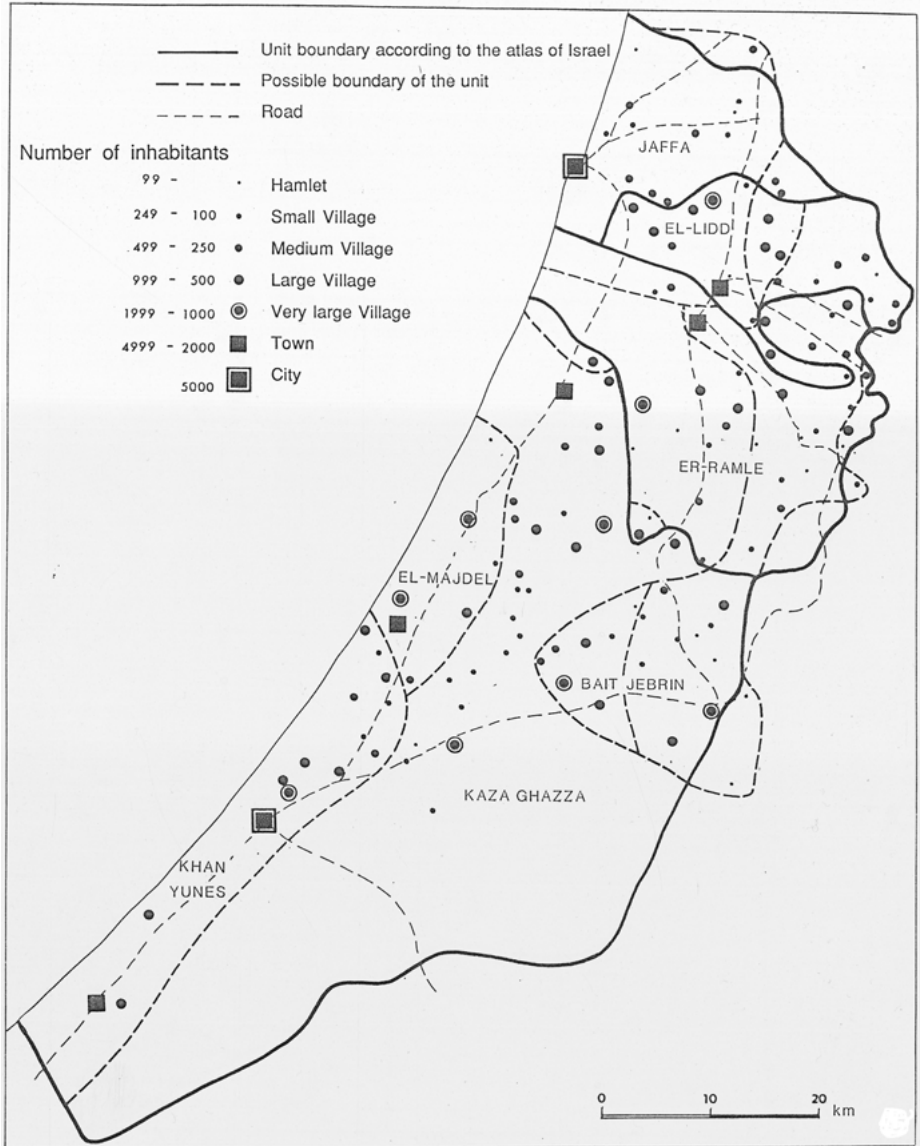 Unit boundary according to the atlas of Israel
Possible boundary of the unit
Road
Number of inhabitants
99 - Hamlet
249 - 100 Small Village
499 - 250 Medium Village
999 - 500 Large Village
1999 - 1000 Very large Village
4999 - 2000 Town
5000 City
JAFFA
EL-LIDD
ER-RAMLE
EL-MAJDEL
BAIT JEBRIN
KAZA GHAZZA
KHAN
YUNES
0 10 20
km